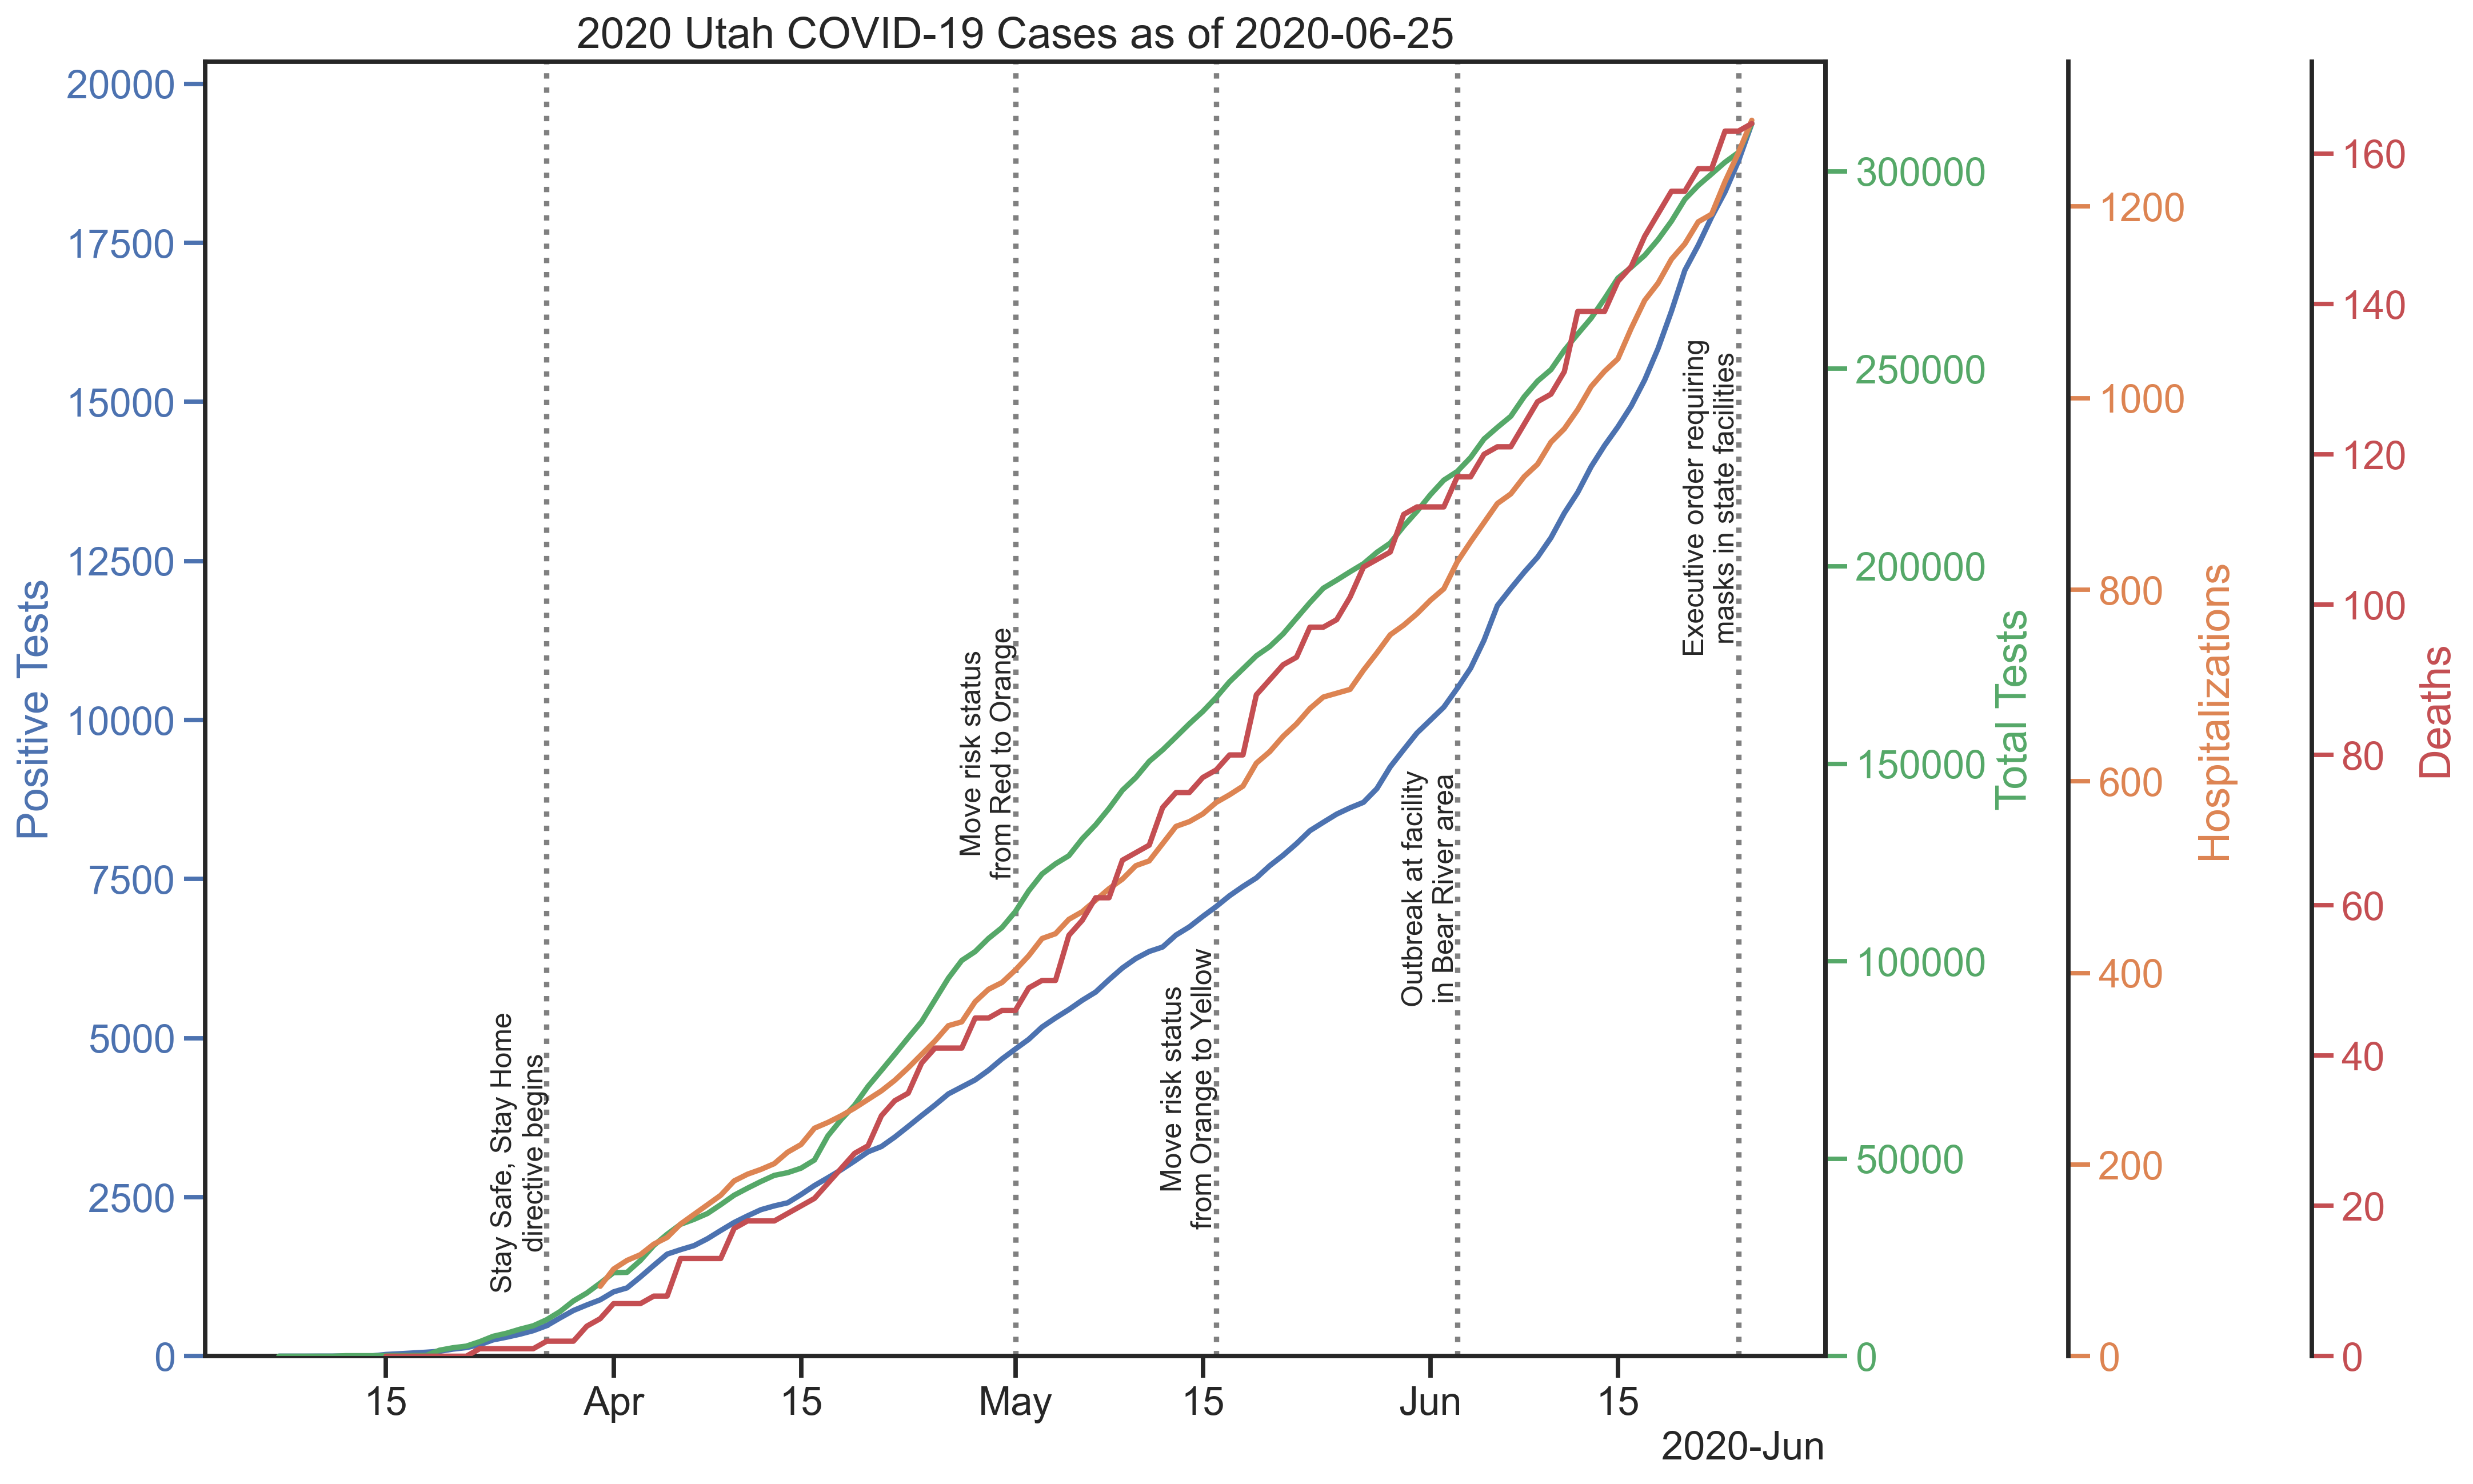 2020 Utah COVID-19 Cases as of 2020-06-25
Positive Tests
20000
17500
15000
12500
10000
7500
5000
2500
0
Stay Safe, Stay Home
directive begins
Move risk status
from Red to Orange
Move risk status
from Orange to Yellow
Outbreak at facility
in Bear River area
Executive order requiring
masks in state facilities
15
Apr
15
May
15
Jun
15
2020-Jun
300000
250000
200000
150000
100000
50000
0
Total Tests
1200
1000
800
600
400
200
0
Hospitalizations
160
140
120
100
80
60
40
20
0
Deaths